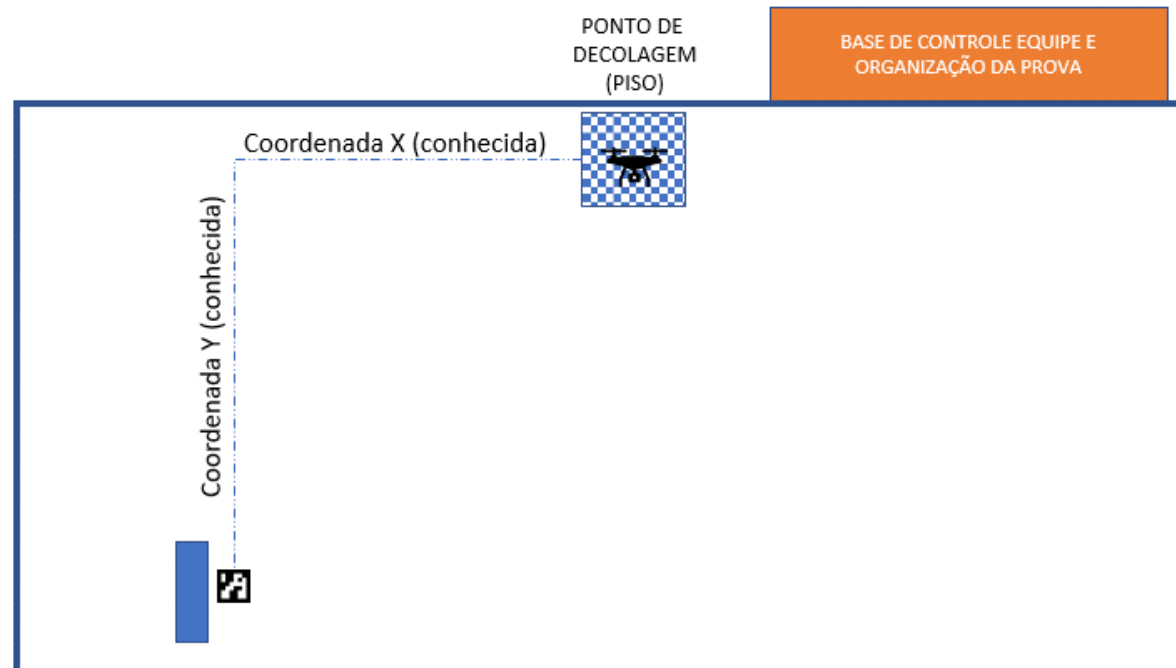 PONTO DE
DECOLAGEM
(PISO)
BASE DE CONTROLE EQUIPE E
ORGANIZAÇÃO DA PROVA
Coordenada X (conhecida)
Coordenada Y (conhecida)